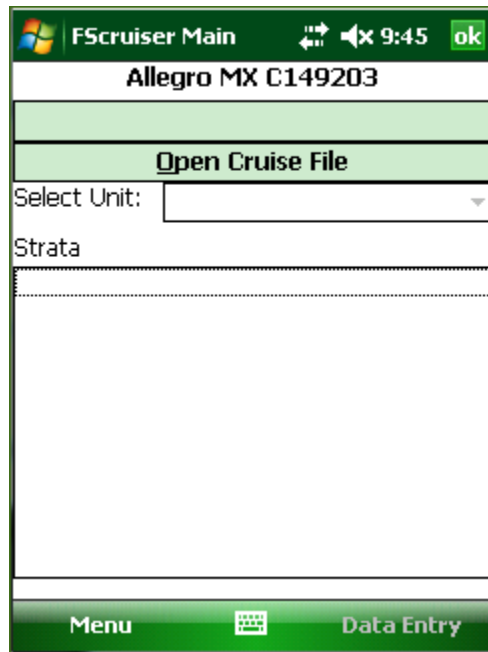 FScruiser Main 9:45 ok
Allegro MX C149203
Open Cruise File
Select Unit:
Strata
Menu Data Entry